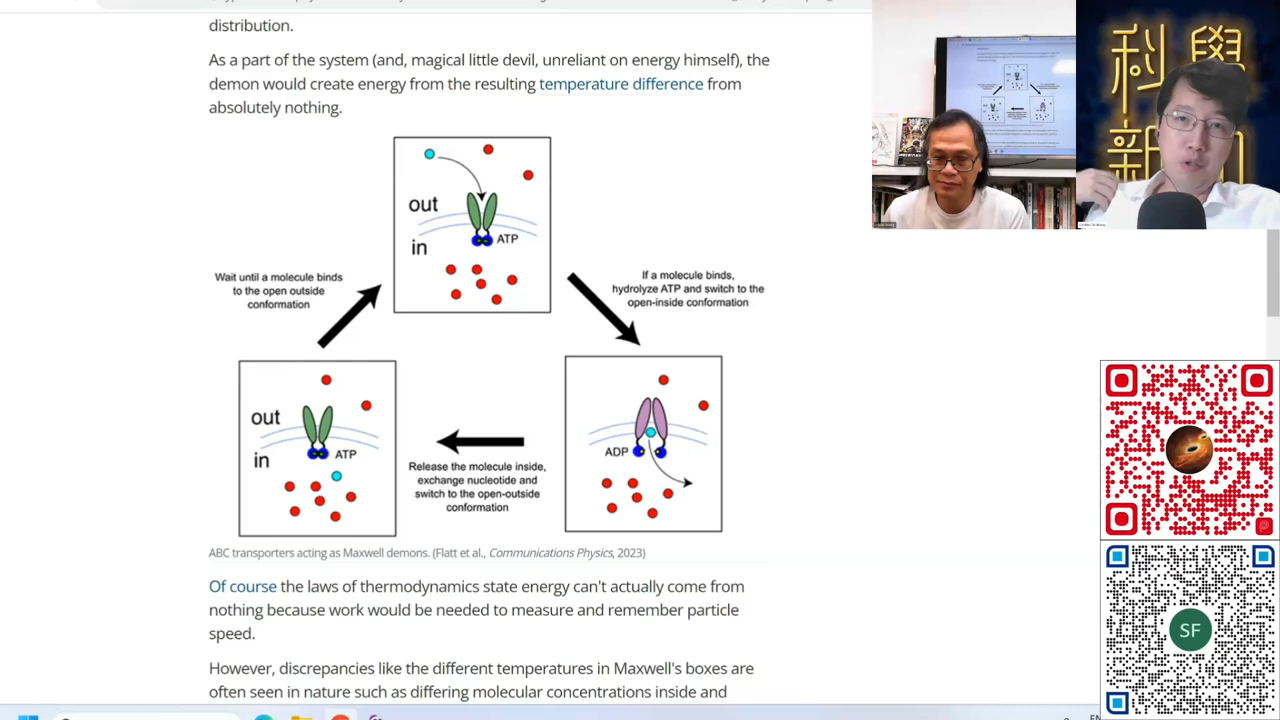 distribution.
As a part of the system (and, magical little devil, unreliant on energy himself), the
demon would create energy from the resulting temperature difference from
absolutely nothing.
out
in
ATP
Wait until a molecule binds
to the open outside
conformation
If a molecule binds,
hydrolyze ATP and switch to the
open-inside conformation
out
in
ATP
Release the molecule inside,
exchange nucleotide and
switch to the open-outside
conformation
ADP
ABC transporters acting as Maxwell demons. (Flatt et al., Communications Physics, 2023)
Of course the laws of thermodynamics state energy can't actually come from
nothing because work would be needed to measure and remember particle
speed.
However, discrepancies like the different temperatures in Maxwell's boxes are
often seen in nature such as differing molecular concentrations inside and
科學
新
SF